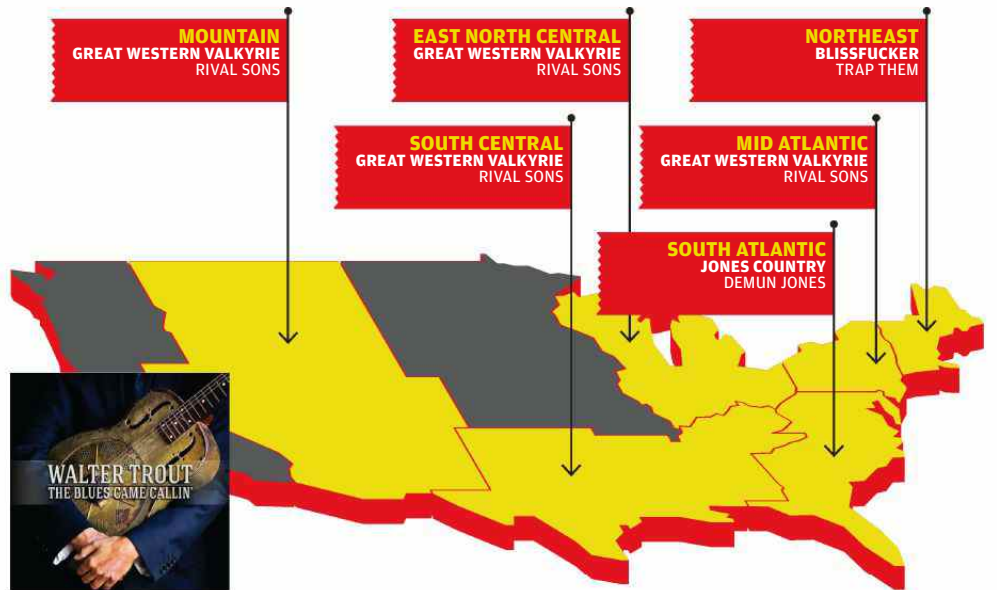 MOUNTAIN
GREAT WESTERN VALKYRIE
RIVAL SONS
EAST NORTH CENTRAL
GREAT WESTERN VALKYRIE
RIVAL SONS
NORTHEAST
BLISSFUCKER
TRAP THEM
SOUTH CENTRAL
GREAT WESTERN VALKYRIE
RIVAL SONS
MID ATLANTIC
GREAT WESTERN VALKYRIE
RIVAL SONS
SOUTH ATLANTIC
JONES COUNTRY
DEMUN JONES
WALTER TROUT
THE BLUES CAME CALLIN'